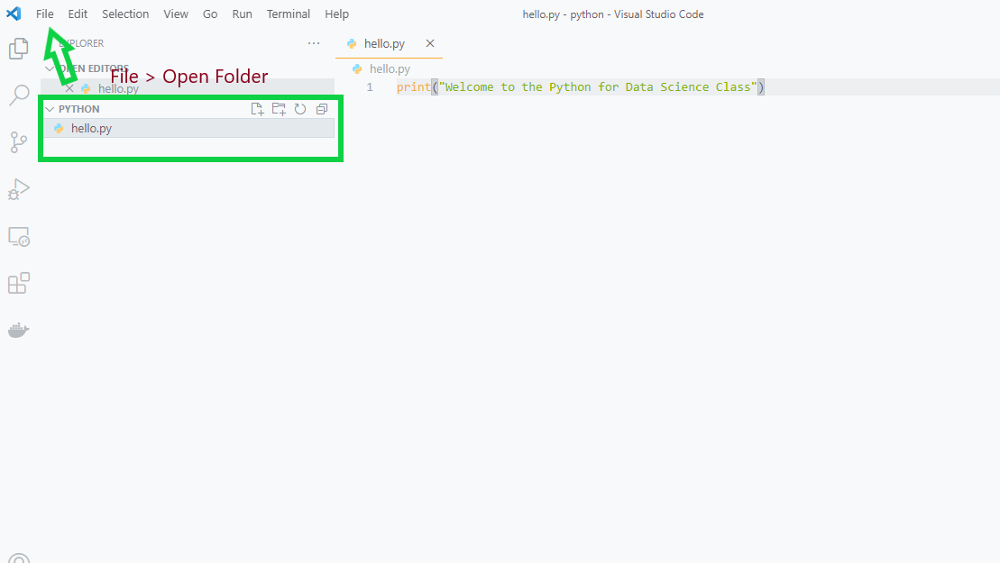 File Edit Selection View Go Run Terminal Help hello.py - python - Visual Studio Code
EXPLORER ··· hello.py
OPEN EDITORS
File > Open Folder
hello.py
hello.py
1 print("Welcome to the Python for Data Science Class")
PYTHON
hello.py